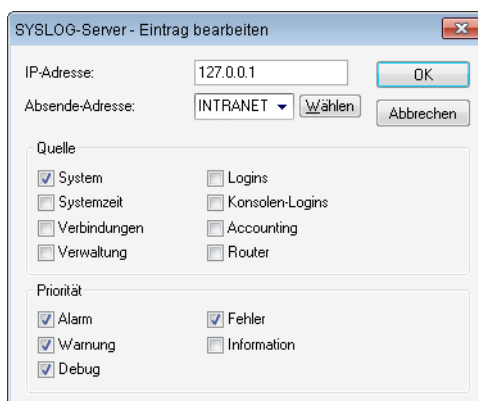 SYSLOG-Server - Eintrag bearbeiten
IP-Adresse: 127.0.0.1 OK
Absende-Adresse: INTRANET Wählen Abbrechen
Quelle
System Logins
Systemzeit Konsolen-Logins
Verbindungen Accounting
Verwaltung Router
Priorität
Alarm Fehler
Warnung Information
Debug